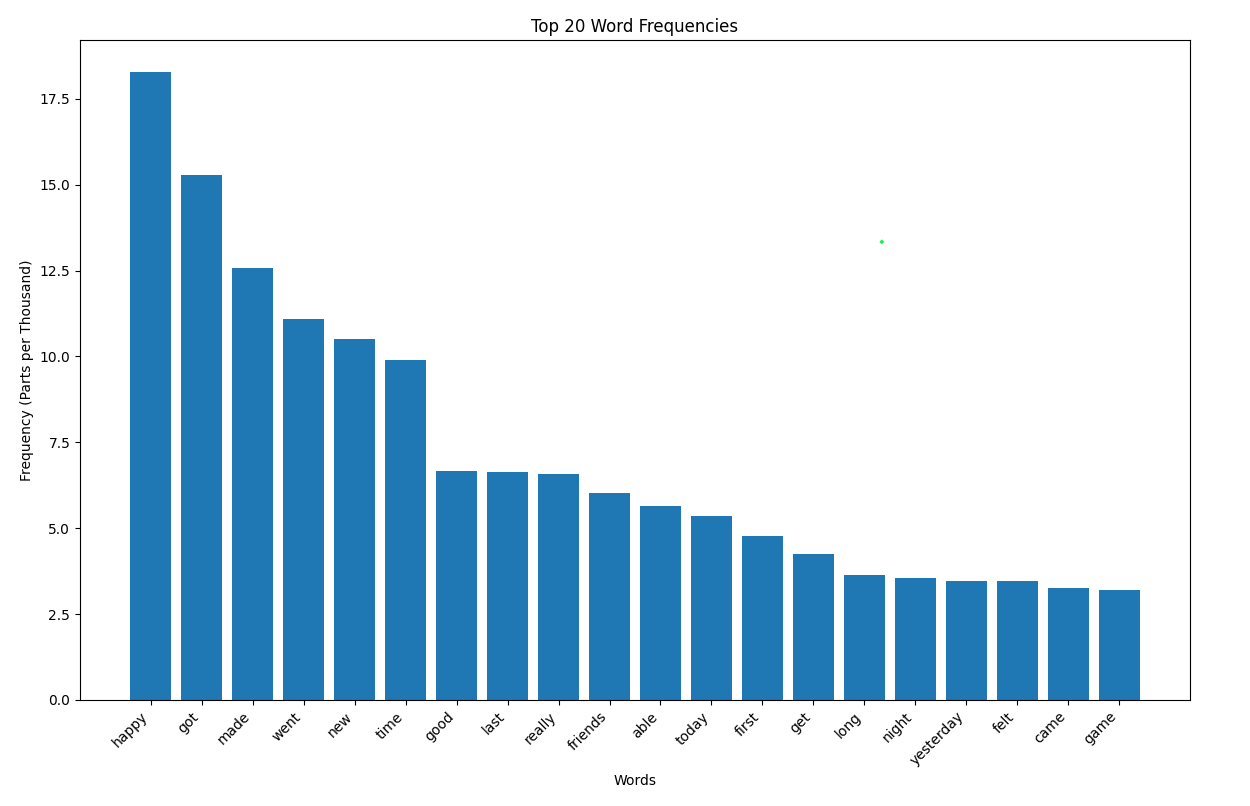 Top 20 Word Frequencies
Frequency (Parts per Thousand)
17.5
15.0
12.5
10.0
7.5
5.0
2.5
0.0
happy
got
made
went
new
time
good
last
really
friends
able
today
first
get
long
night
yesterday
felt
came
game
Words